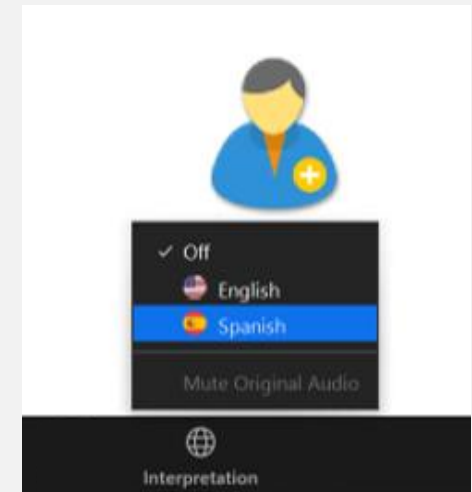 Off
English
Spanish
Mute Original Audio
Interpretation